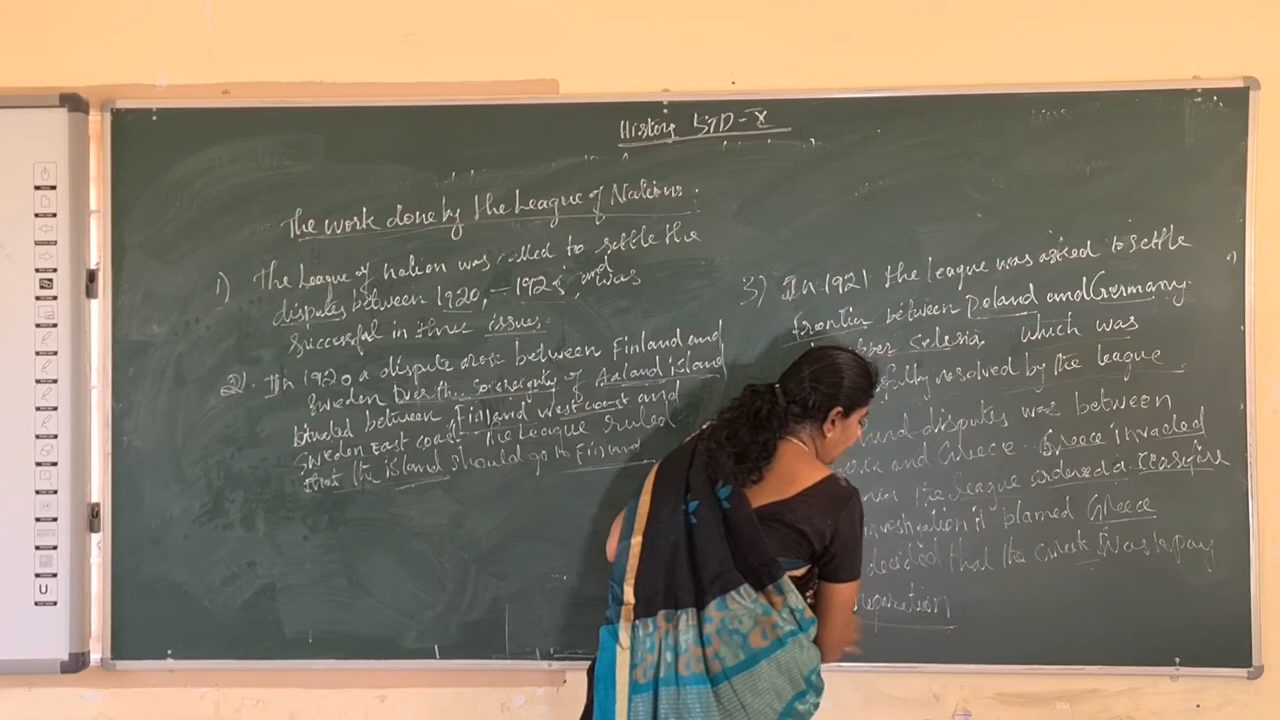 History STD-X
The work done by the League of Nations.
1) The League of nation was called to settle the
disputes between 1920, - 1925, and was
successful in three issues.
2). In 1920 a dispute arose between Finland and
Sweden Over the sovereignty of Aaland island
between Finland west coast and
Sweden East coast The League ruled
that the island should go to Finland
3) In 1921 the league was asked to settle
frontier between Poland and Germany.
which was
resolved by the league.
disputes was between
and Greece. Greece invaded
the league ordered a ceasefire
investigation it blamed Greece
decided that the Greek was to pay
reparation
U